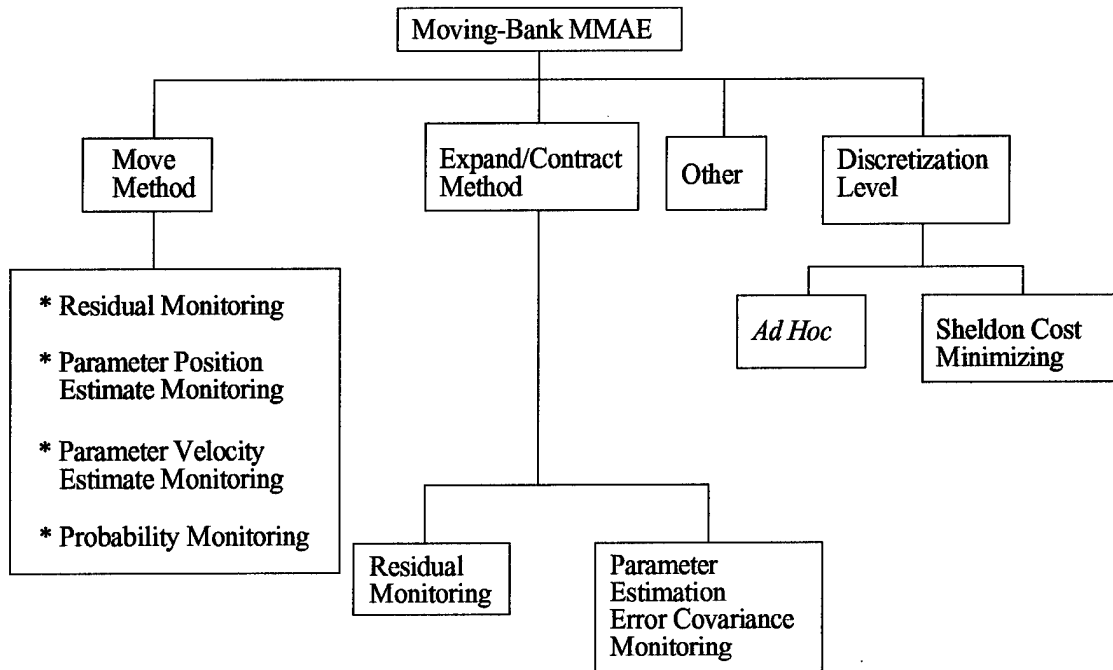 Moving-Bank MMAE
Move
Method
Expand/Contract
Method
Other
Discretization
Level
* Residual Monitoring
* Parameter Position
Estimate Monitoring
* Parameter Velocity
Estimate Monitoring
* Probability Monitoring
Ad Hoc
Sheldon Cost
Minimizing
Residual
Monitoring
Parameter
Estimation
Error Covariance
Monitoring